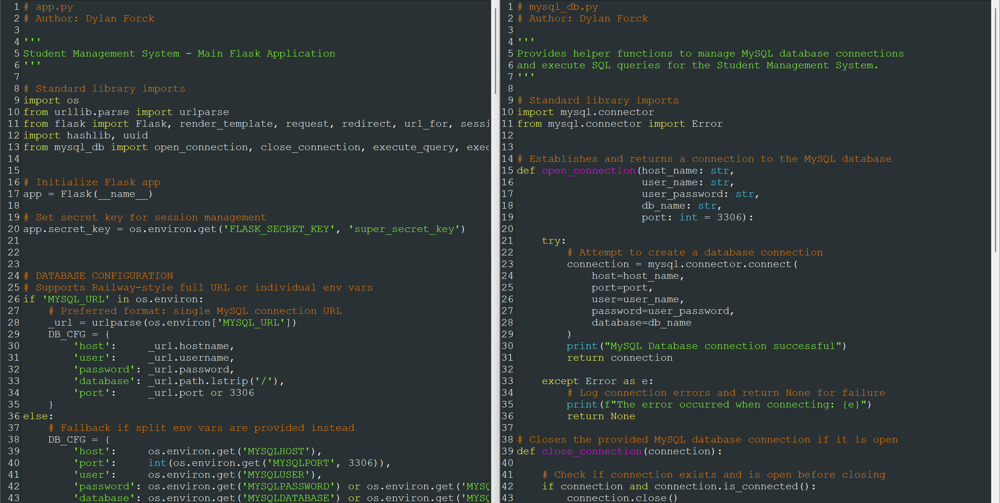 1 # app.py
2 # Author: Dylan Forck
3
4 '''
5 Student Management System - Main Flask Application
6 '''
7
8 # Standard library imports
9 import os
10 from urllib.parse import urlparse
11 from flask import Flask, render_template, request, redirect, url_for, sessi
12 import hashlib, uuid
13 from mysql_db import open_connection, close_connection, execute_query, exec
14
15
16 # Initialize Flask app
17 app = Flask(__name__)
18
19 # Set secret key for session management
20 app.secret_key = os.environ.get('FLASK_SECRET_KEY', 'super_secret_key')
21
22
23
24 # DATABASE CONFIGURATION
25 # Supports Railway-style full URL or individual env vars
26 if 'MYSQL_URL' in os.environ:
27     # Preferred format: single MySQL connection URL
28     _url = urlparse(os.environ['MYSQL_URL'])
29     DB_CFG = {
30         'host':     _url.hostname,
31         'user':     _url.username,
32         'password': _url.password,
33         'database': _url.path.lstrip('/'),
34         'port':     _url.port or 3306
35     }
36 else:
37     # Fallback if split env vars are provided instead
38     DB_CFG = {
39         'host':     os.environ.get('MYSQLHOST'),
40         'port':     int(os.environ.get('MYSQLPORT', 3306)),
41         'user':     os.environ.get('MYSQLUSER'),
42         'password': os.environ.get('MYSQLPASSWORD') or os.environ.get('MYSQ
43         'database': os.environ.get('MYSQLDATABASE') or os.environ.get('MYSQ
1 # mysql_db.py
2 # Author: Dylan Forck
3
4 '''
5 Provides helper functions to manage MySQL database connections
6 and execute SQL queries for the Student Management System.
7 '''
8
9 # Standard library imports
10 import mysql.connector
11 from mysql.connector import Error
12
13
14 # Establishes and returns a connection to the MySQL database
15 def open_connection(host_name: str,
16                     user_name: str,
17                     user_password: str,
18                     db_name: str,
19                     port: int = 3306):
20
21     try:
22         # Attempt to create a database connection
23         connection = mysql.connector.connect(
24             host=host_name,
25             port=port,
26             user=user_name,
27             password=user_password,
28             database=db_name
29         )
30         print("MySQL Database connection successful")
31         return connection
32
33     except Error as e:
34         # Log connection errors and return None for failure
35         print(f"The error occurred when connecting: {e}")
36         return None
37
38 # Closes the provided MySQL database connection if it is open
39 def close_connection(connection):
40
41     # Check if connection exists and is open before closing
42     if connection and connection.is_connected():
43         connection.close()